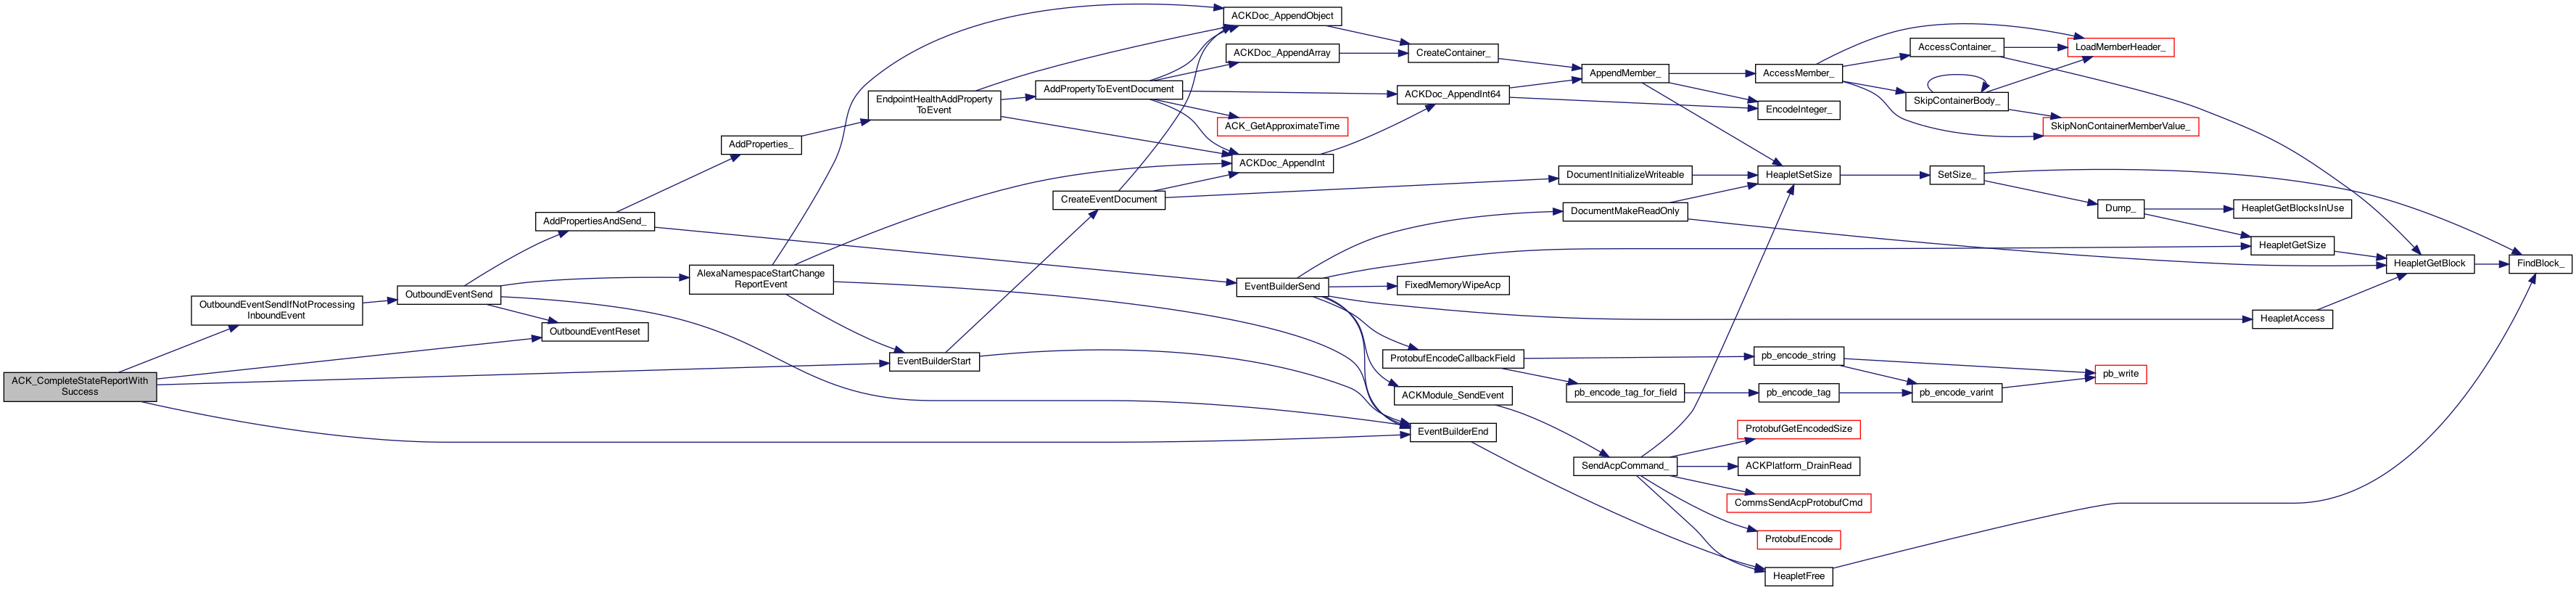 ACK_CompleteStateReportWith
Success
OutboundEventSendIfNotProcessing
InboundEvent
OutboundEventSend
AddPropertiesAndSend_
OutboundEventReset
AddProperties_
AlexaNamespaceStartChange
ReportEvent
EndpointHealthAddProperty
ToEvent
EventBuilderStart
AddPropertyToEventDocument
CreateEventDocument
ACKDoc_AppendObject
ACKDoc_AppendArray
ACK_GetApproximateTime
ACKDoc_AppendInt
EventBuilderSend
CreateContainer_
ACKDoc_AppendInt64
FixedMemoryWipeAcp
ProtobufEncodeCallbackField
ACKModule_SendEvent
EventBuilderEnd
AppendMember_
DocumentInitializeWriteable
DocumentMakeReadOnly
pb_encode_tag_for_field
SendAcpCommand_
AccessMember_
EncodeInteger_
HeapletSetSize
pb_encode_string
pb_encode_tag
ProtobufGetEncodedSize
ACKPlatform_DrainRead
CommsSendAcpProtobufCmd
ProtobufEncode
HeapletFree
AccessContainer_
SkipContainerBody_
SetSize_
pb_encode_varint
LoadMemberHeader_
SkipNonContainerMemberValue_
Dump_
pb_write
HeapletGetBlocksInUse
HeapletGetSize
HeapletAccess
HeapletGetBlock
FindBlock_